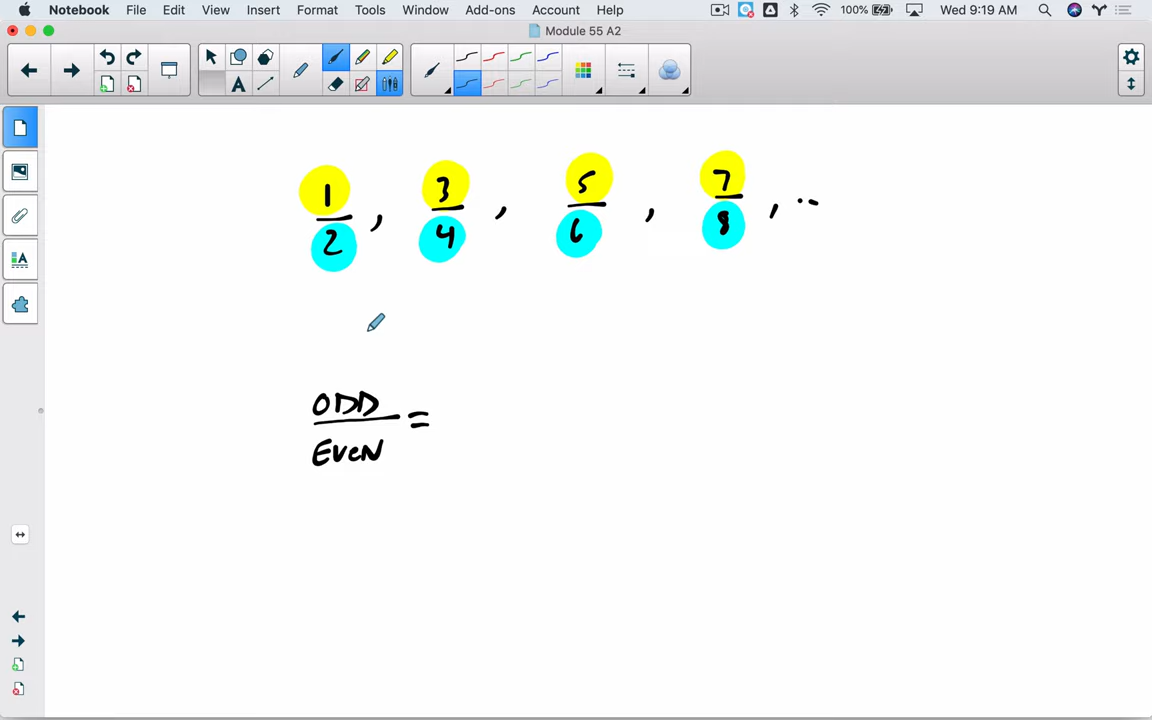 Notebook File Edit View Insert Format Tools Window Add-ons Account Help 100% Wed 9:19 AM
Module 55 A2
1/2, 3/4, 5/6, 7/8, ..
ODD
EVEN =